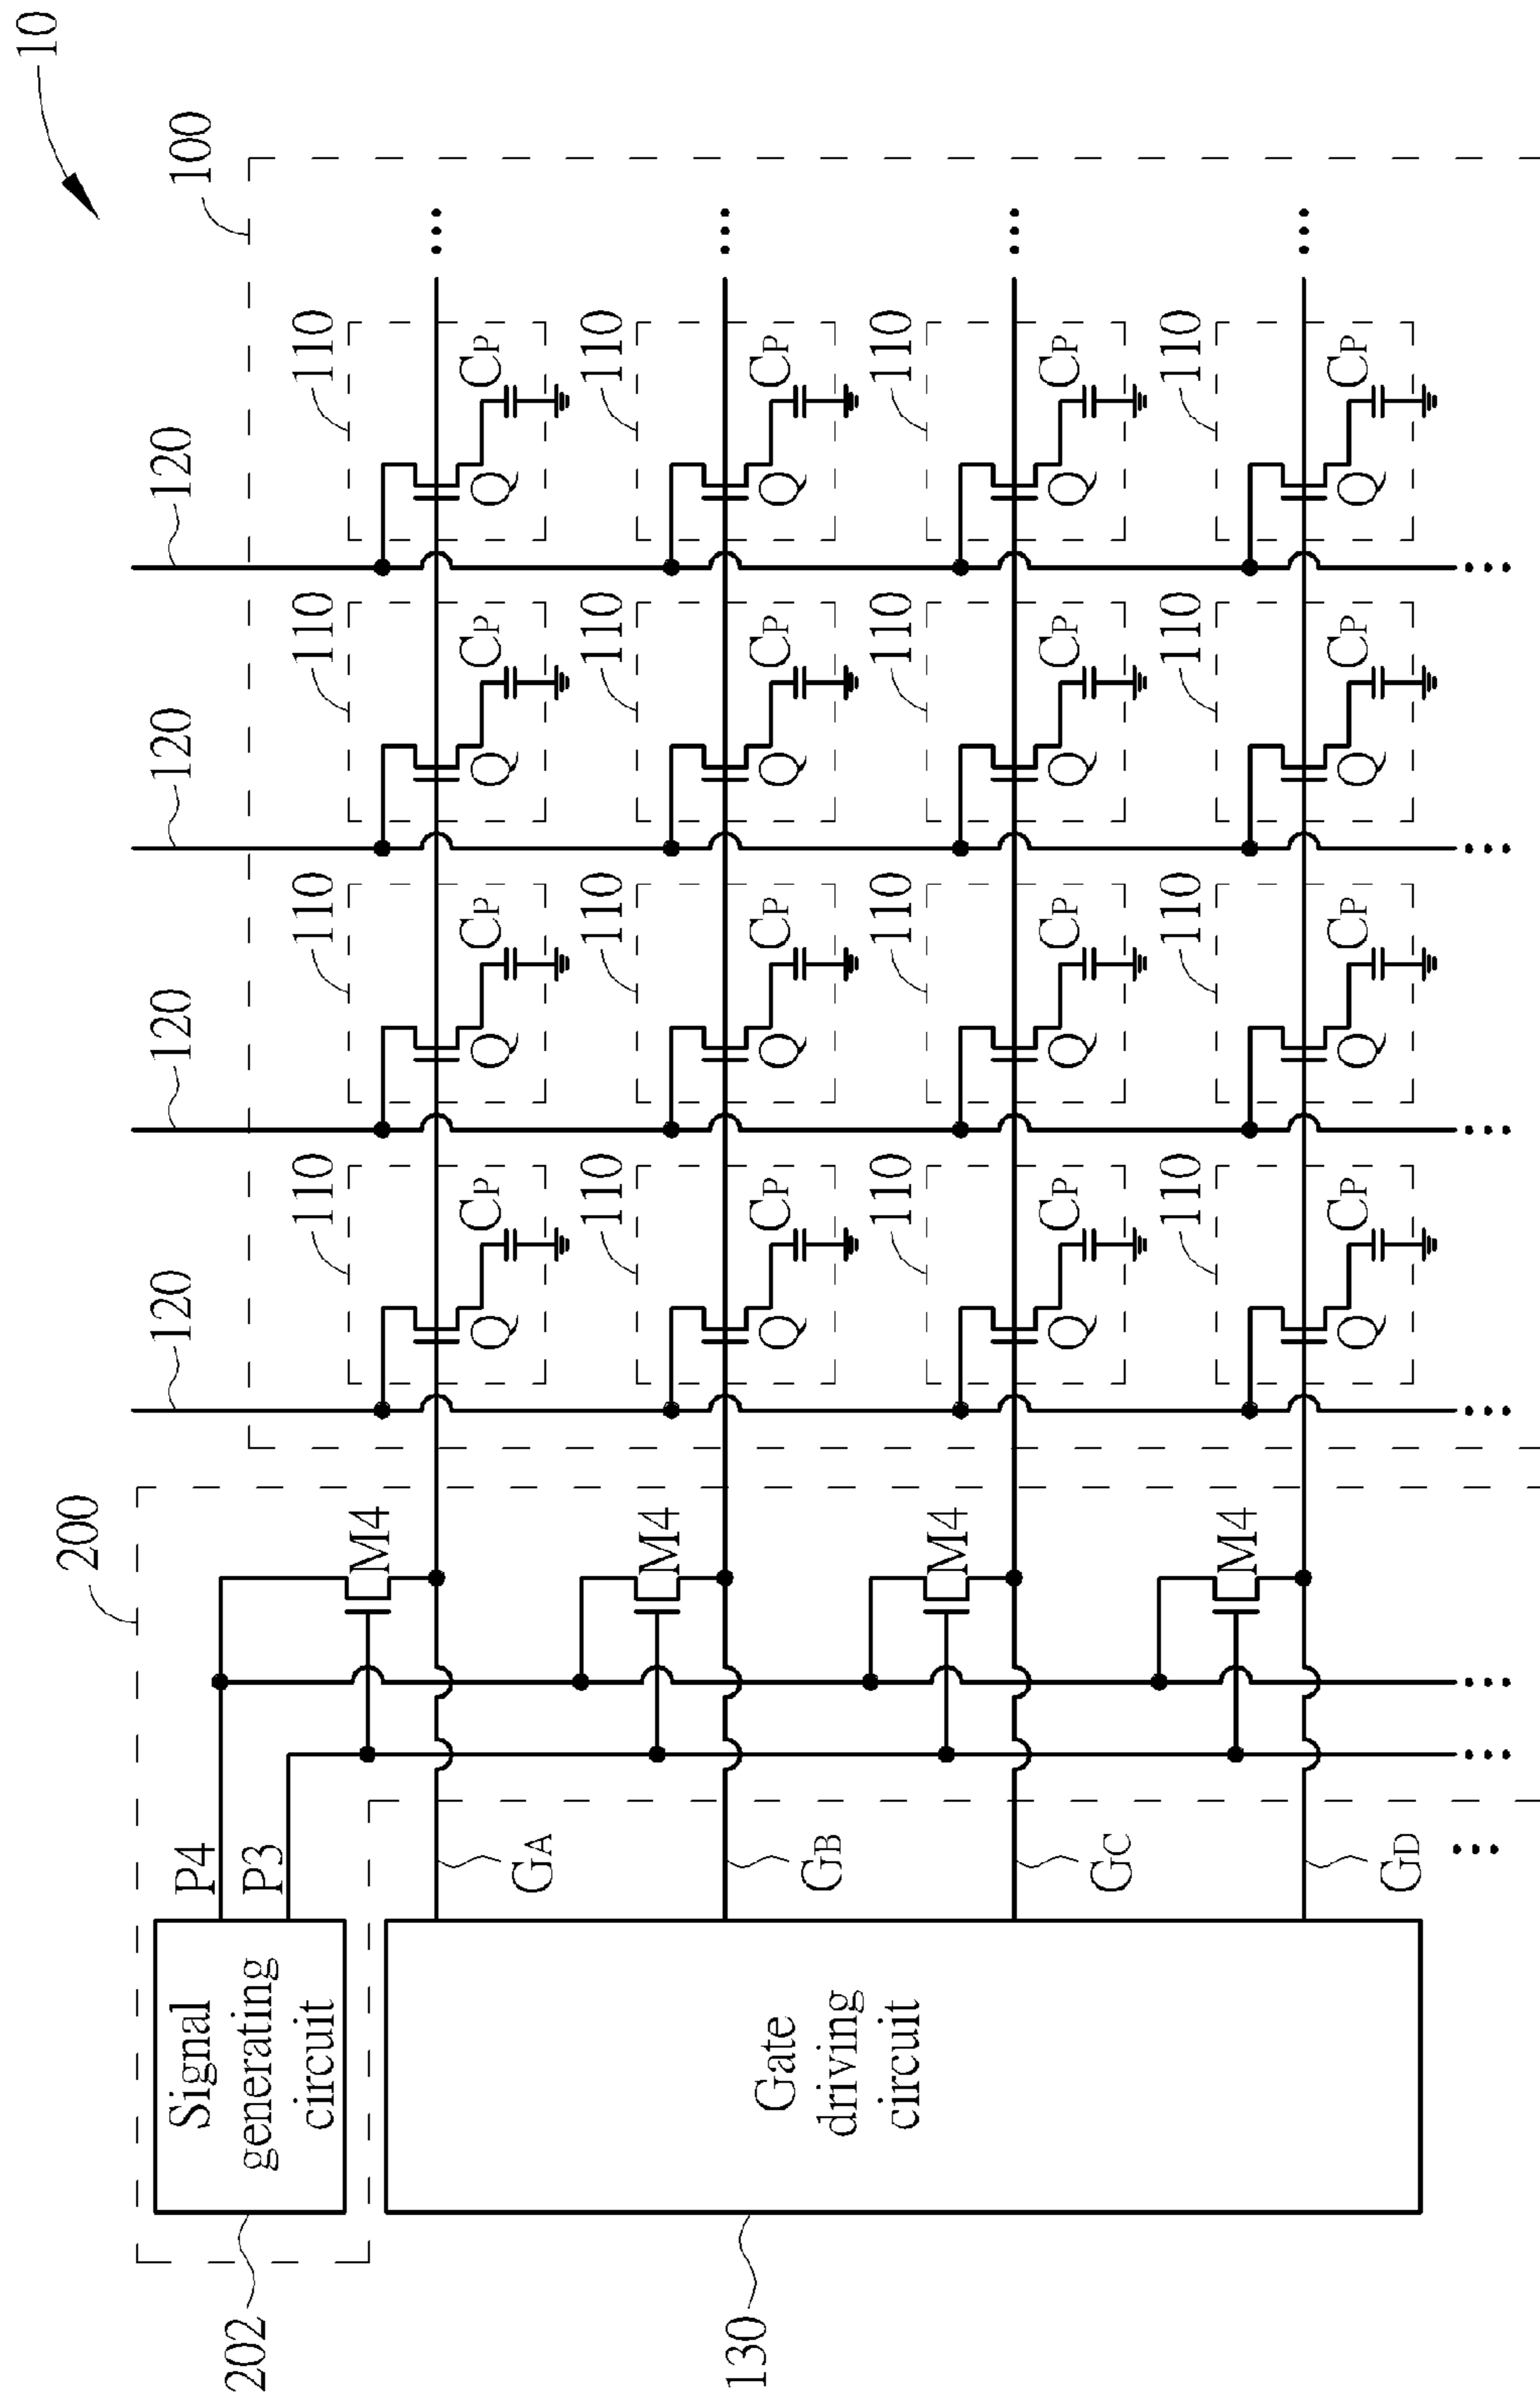 10
100
120
120
120
120
110
110
110
110
Q
CP
Q
CP
Q
CP
Q
CP
110
110
110
110
Q
CP
Q
CP
Q
CP
Q
CP
110
110
110
110
Q
CP
Q
CP
Q
CP
Q
CP
110
110
110
110
Q
CP
Q
CP
Q
CP
Q
CP
200
M4
M4
M4
M4
P4
P3
GA
GB
GC
GD
Signal
generating
circuit
Gate
driving
circuit
202
130